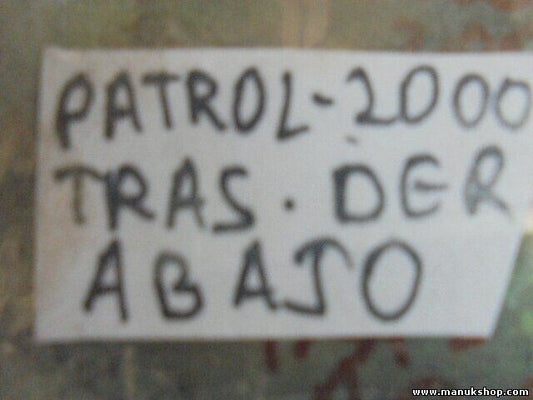 PATROL-2000
TRAS. DER
ABAJO
www.manukshop.com